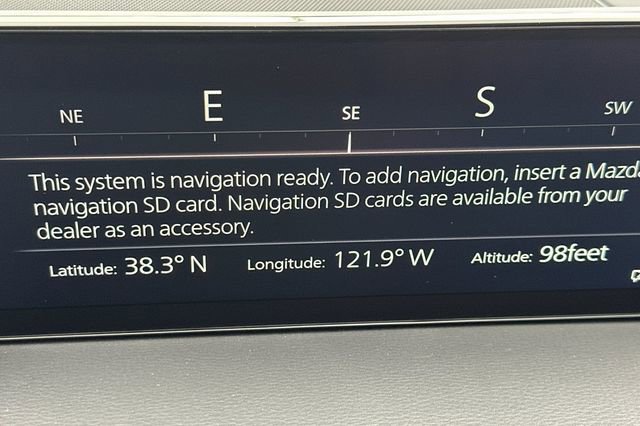 NE E SE S SW
This system is navigation ready. To add navigation, insert a Mazda
navigation SD card. Navigation SD cards are available from your
dealer as an accessory.
Latitude: 38.3° N Longitude: 121.9° W Altitude: 98feet